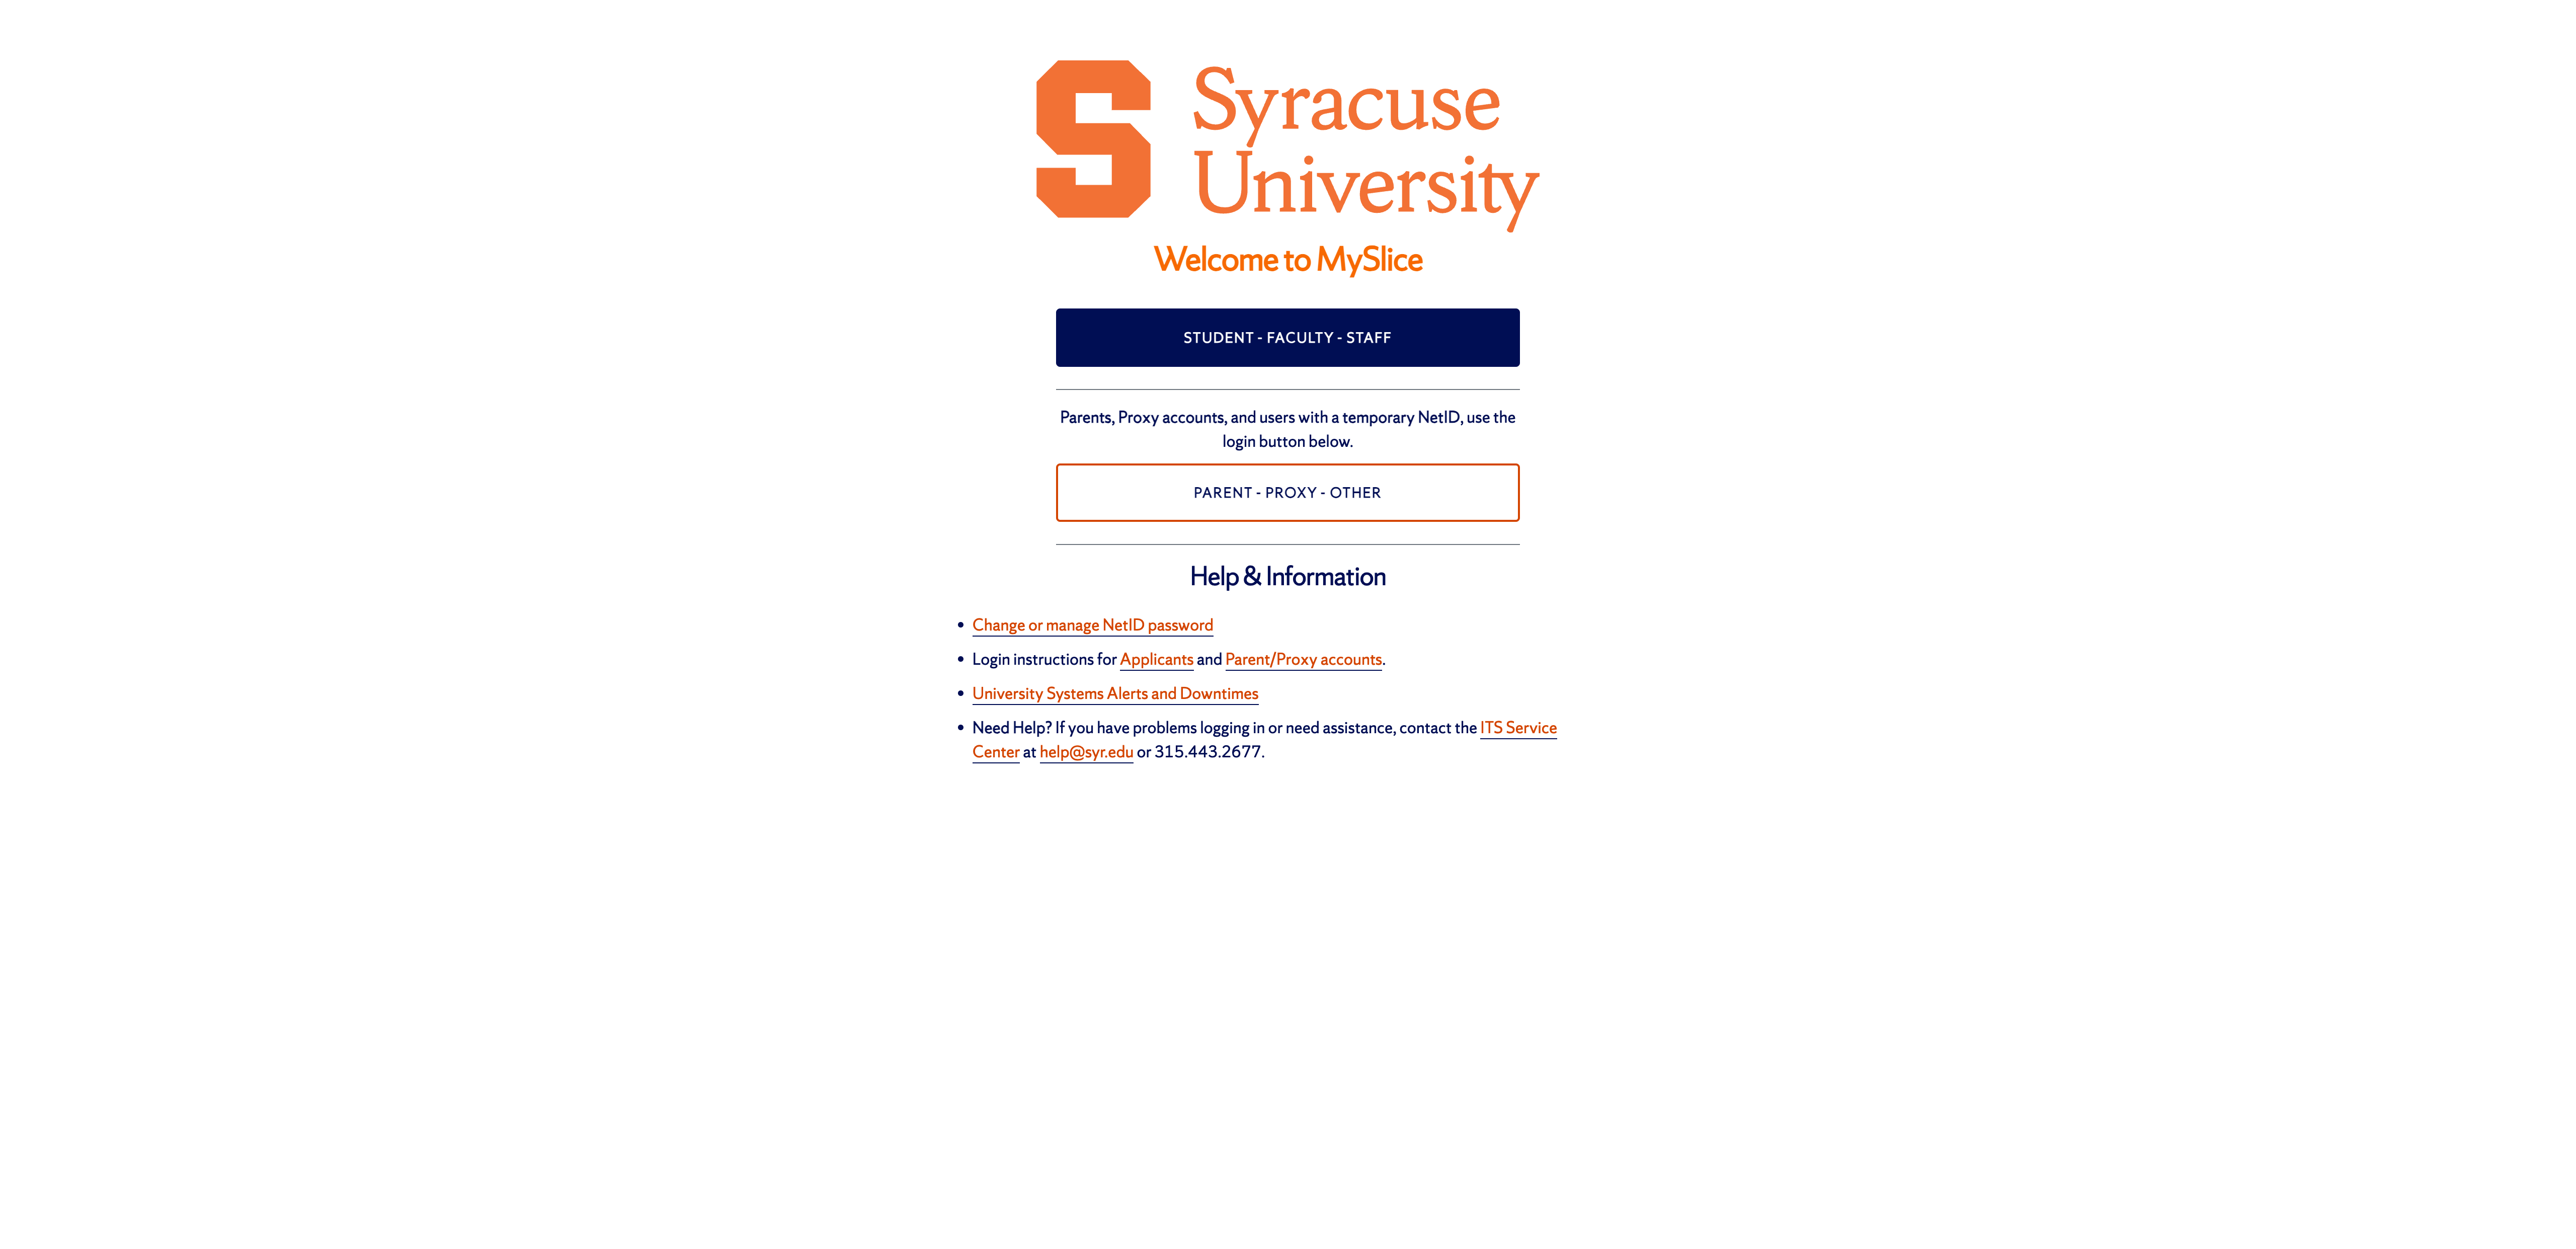 S Syracuse
University
Welcome to MySlice
STUDENT - FACULTY - STAFF
Parents, Proxy accounts, and users with a temporary NetID, use the
login button below.
PARENT - PROXY - OTHER
Help & Information
• Change or manage NetID password
• Login instructions for Applicants and Parent/Proxy accounts.
• University Systems Alerts and Downtimes
• Need Help? If you have problems logging in or need assistance, contact the ITS Service
Center at help@syr.edu or 315.443.2677.